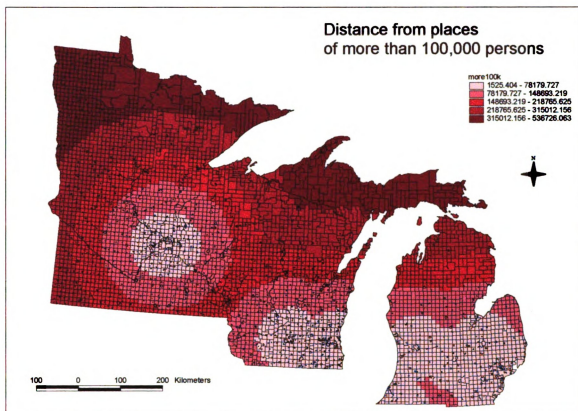 Distance from places
of more than 100,000 persons
more100k
1525.404 - 78179.727
78179.727 - 148693.219
148693.219 - 218765.625
218765.625 - 315012.156
315012.156 - 536726.063
N
100 0 100 200 Kilometers